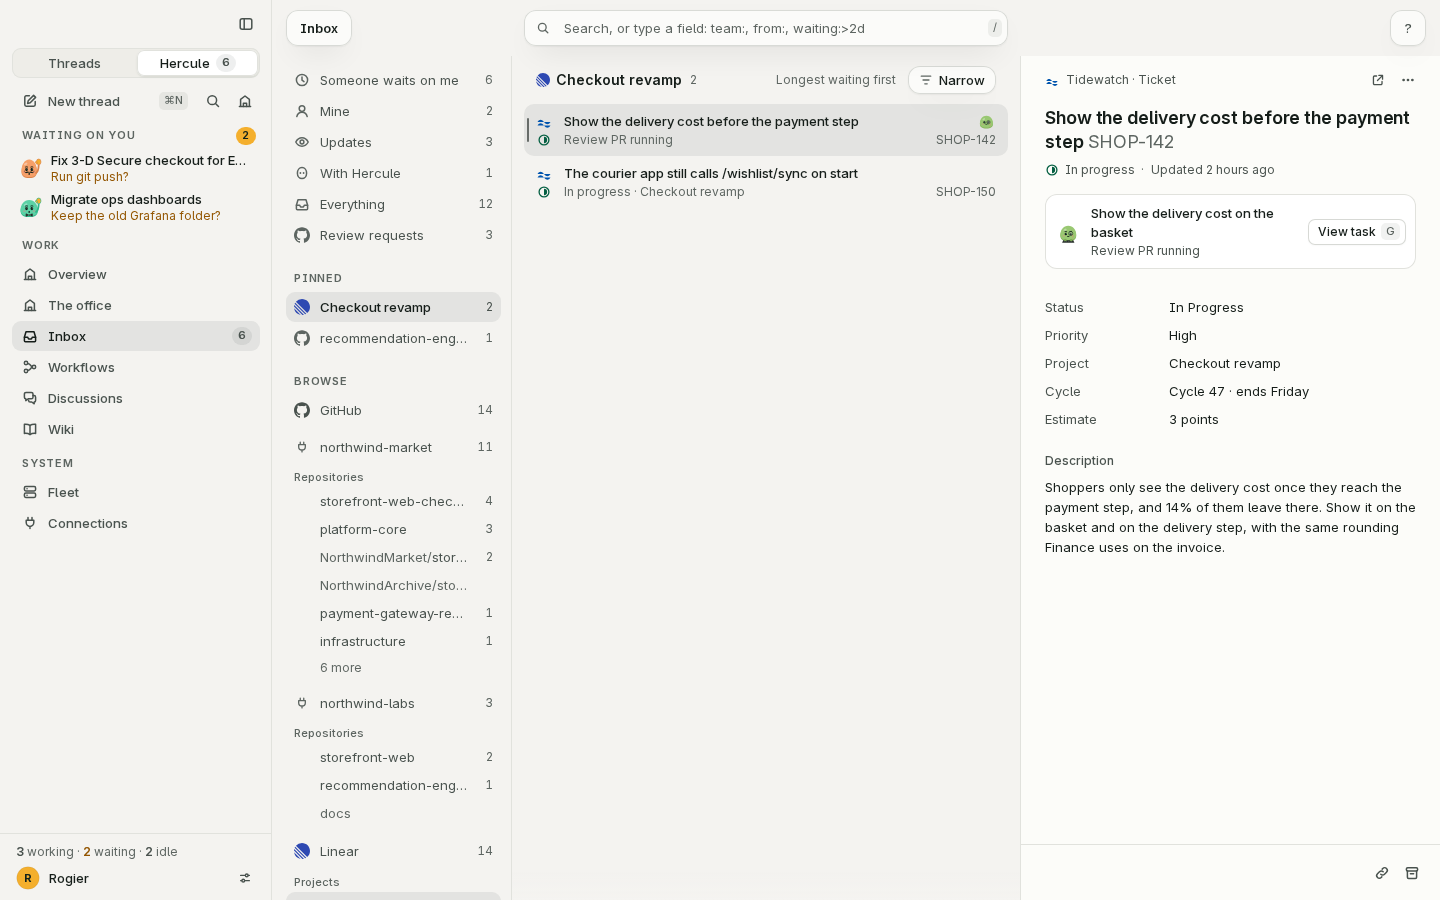 Threads
Hercule 6
New thread ⌘N
WAITING ON YOU 2
Fix 3-D Secure checkout for E…
Run git push?
Migrate ops dashboards
Keep the old Grafana folder?
WORK
Overview
The office
Inbox 6
Workflows
Discussions
Wiki
SYSTEM
Fleet
Connections
3 working · 2 waiting · 2 idle
R Rogier
Inbox
Someone waits on me 6
Mine 2
Updates 3
With Hercule 1
Everything 12
Review requests 3
PINNED
Checkout revamp 2
recommendation-eng… 1
BROWSE
GitHub 14
northwind-market 11
Repositories
storefront-web-chec… 4
platform-core 3
NorthwindMarket/stor… 2
NorthwindArchive/sto…
payment-gateway-re… 1
infrastructure 1
6 more
northwind-labs 3
Repositories
storefront-web 2
recommendation-eng… 1
docs
Linear 14
Projects
Search, or type a field: team:, from:, waiting:>2d /
?
Checkout revamp 2 Longest waiting first Narrow
Show the delivery cost before the payment step
Review PR running SHOP-142
The courier app still calls /wishlist/sync on start
In progress · Checkout revamp SHOP-150
Tidewatch · Ticket
Show the delivery cost before the payment
step SHOP-142
In progress · Updated 2 hours ago
Show the delivery cost on the
basket
Review PR running
View task G
Status In Progress
Priority High
Project Checkout revamp
Cycle Cycle 47 · ends Friday
Estimate 3 points
Description
Shoppers only see the delivery cost once they reach the
payment step, and 14% of them leave there. Show it on the
basket and on the delivery step, with the same rounding
Finance uses on the invoice.